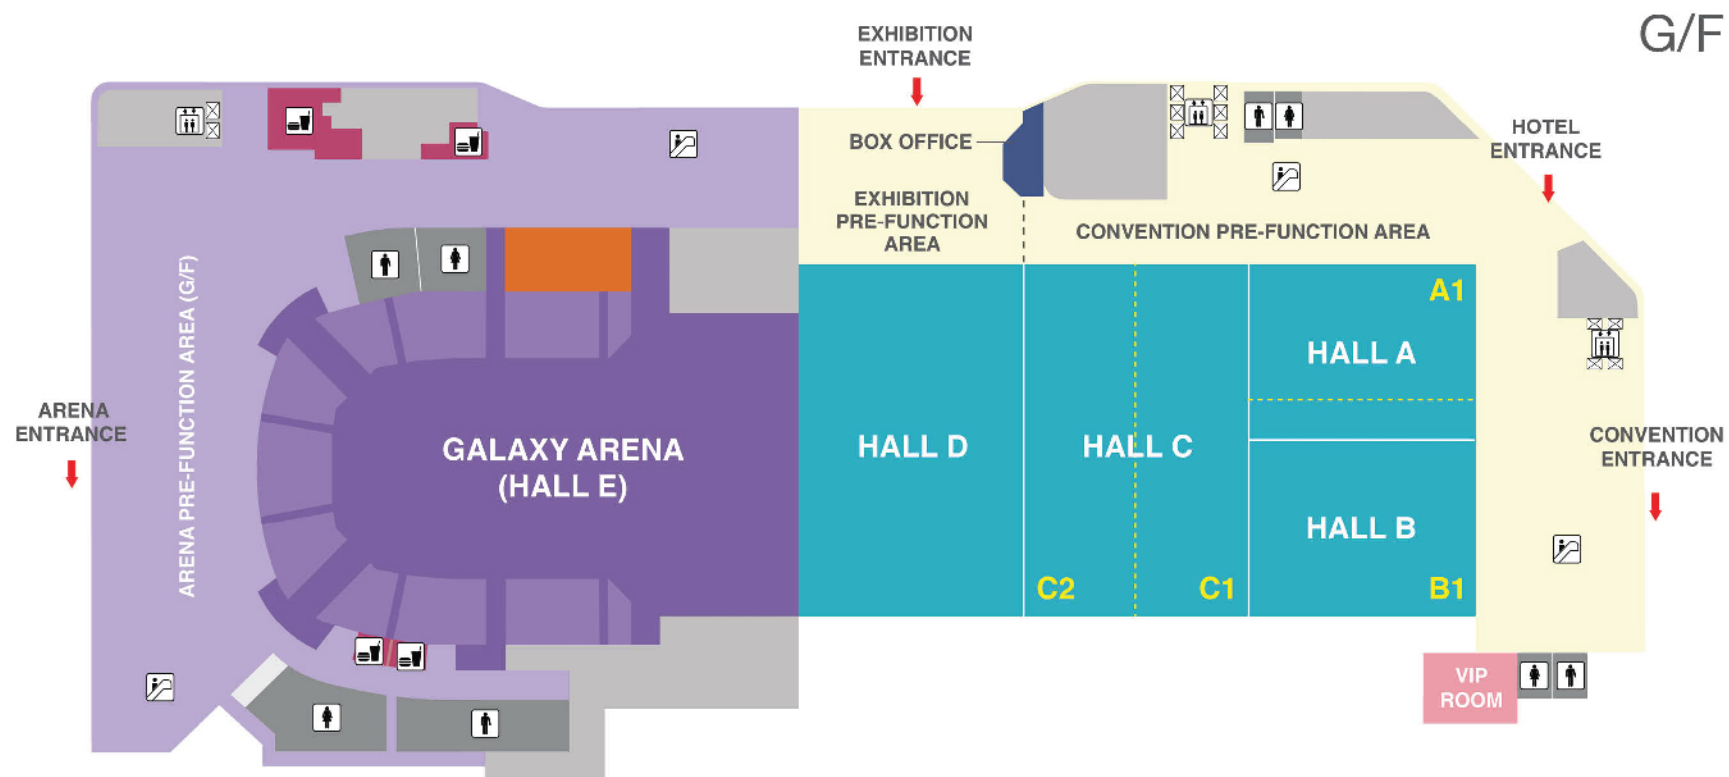 G/F
EXHIBITION
ENTRANCE
BOX OFFICE
HOTEL
ENTRANCE
EXHIBITION
PRE-FUNCTION
AREA
CONVENTION PRE-FUNCTION AREA
ARENA PRE-FUNCTION AREA (G/F)
A1
HALL A
ARENA
ENTRANCE
GALAXY ARENA
(HALL E)
HALL D
HALL C
CONVENTION
ENTRANCE
HALL B
C2
C1
B1
VIP
ROOM